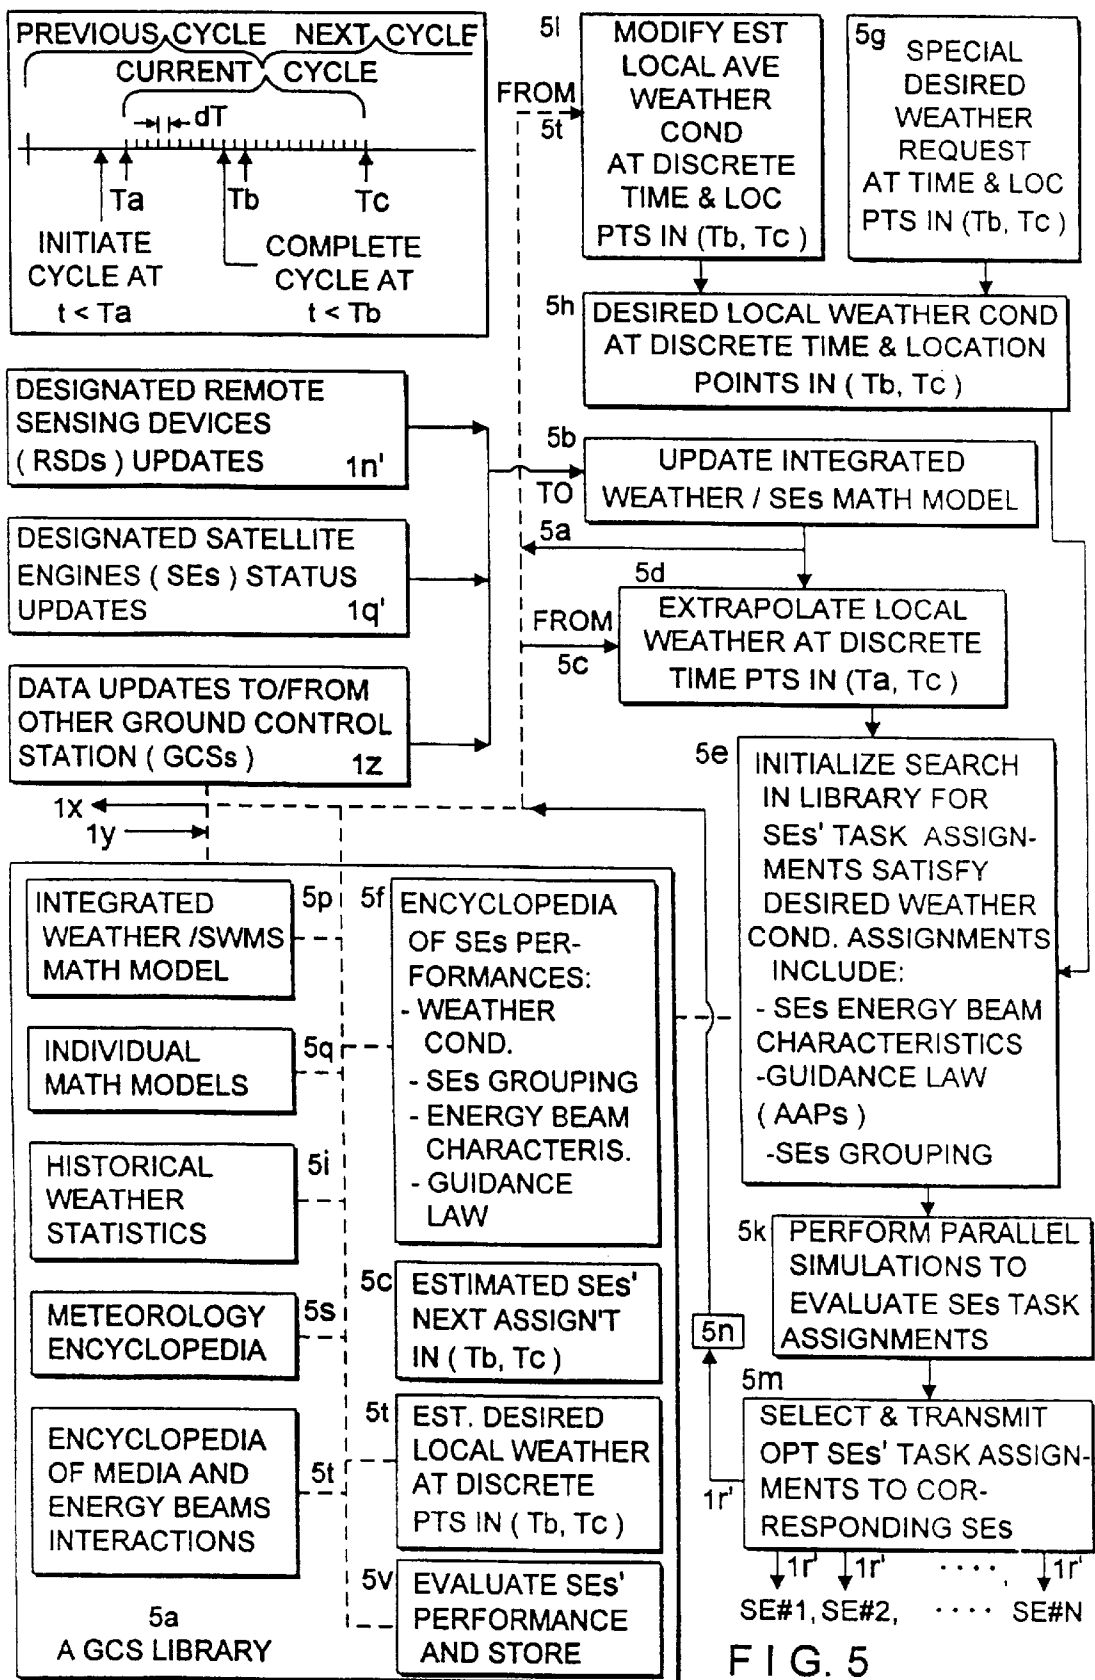 PREVIOUS CYCLE NEXT CYCLE
CURRENT CYCLE
dT
Ta Tb Tc
INITIATE
CYCLE AT
t < Ta
COMPLETE
CYCLE AT
t < Tb
FROM
5t
5l
MODIFY EST
LOCAL AVE
WEATHER
COND
AT DISCRETE
TIME & LOC
PTS IN (Tb, Tc )
5g
SPECIAL
DESIRED
WEATHER
REQUEST
AT TIME & LOC
PTS IN (Tb, Tc )
5h
DESIRED LOCAL WEATHER COND
AT DISCRETE TIME & LOCATION
POINTS IN ( Tb, Tc )
DESIGNATED REMOTE
SENSING DEVICES
( RSDs ) UPDATES
1n'
DESIGNATED SATELLITE
ENGINES ( SEs ) STATUS
UPDATES
1q'
DATA UPDATES TO/FROM
OTHER GROUND CONTROL
STATION ( GCSs )
1z
5b
UPDATE INTEGRATED
WEATHER / SEs MATH MODEL
TO
5a
5d
EXTRAPOLATE LOCAL
WEATHER AT DISCRETE
TIME PTS IN (Ta, Tc )
FROM
5c
5e
INITIALIZE SEARCH
IN LIBRARY FOR
SEs' TASK ASSIGN-
MENTS SATISFY
DESIRED WEATHER
COND. ASSIGNMENTS
INCLUDE:
- SEs ENERGY BEAM
CHARACTERISTICS
-GUIDANCE LAW
( AAPs )
-SEs GROUPING
1x
1y
5p
INTEGRATED
WEATHER /SWMS
MATH MODEL
5q
INDIVIDUAL
MATH MODELS
5i
HISTORICAL
WEATHER
STATISTICS
5s
METEOROLOGY
ENCYCLOPEDIA
5t
ENCYCLOPEDIA
OF MEDIA AND
ENERGY BEAMS
INTERACTIONS
5a
A GCS LIBRARY
5f
ENCYCLOPEDIA
OF SEs PER-
FORMANCES:
- WEATHER
COND.
- SEs GROUPING
- ENERGY BEAM
CHARACTERIS.
- GUIDANCE
LAW
5c
ESTIMATED SEs'
NEXT ASSIGN'T
IN ( Tb, Tc )
5t
EST. DESIRED
LOCAL WEATHER
AT DISCRETE
PTS IN ( Tb, Tc )
5v
EVALUATE SEs'
PERFORMANCE
AND STORE
5k
PERFORM PARALLEL
SIMULATIONS TO
EVALUATE SEs TASK
ASSIGNMENTS
5n
1r'
5m
SELECT & TRANSMIT
OPT SEs' TASK ASSIGN-
MENTS TO COR-
RESPONDING SEs
1r' 1r' . . . . , 1r'
SE#1, SE#2, . . . . SE#N
FIG. 5